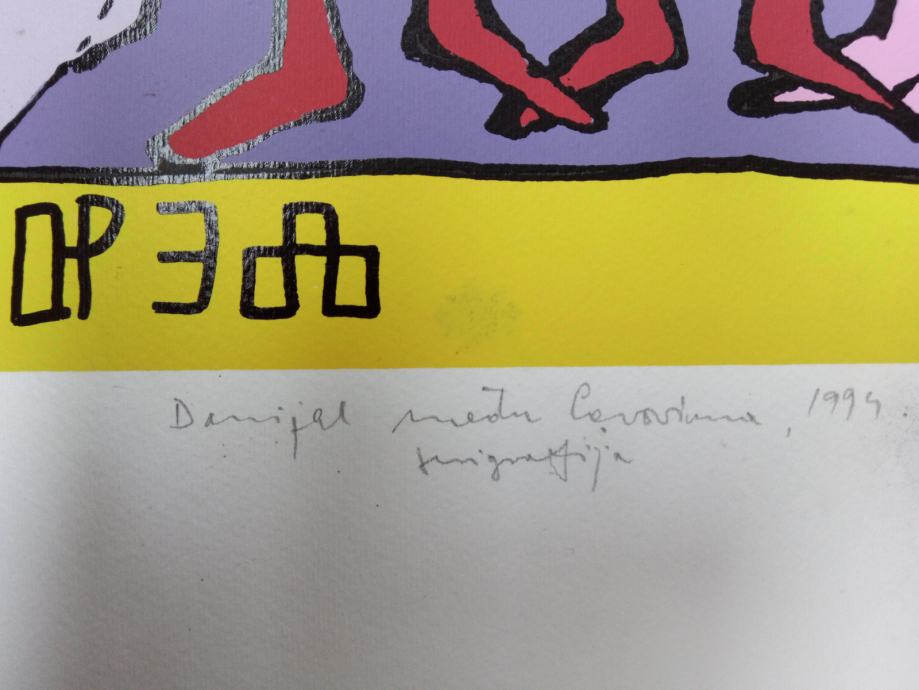 Danijel među Lavovima, 1994.
serigrafija